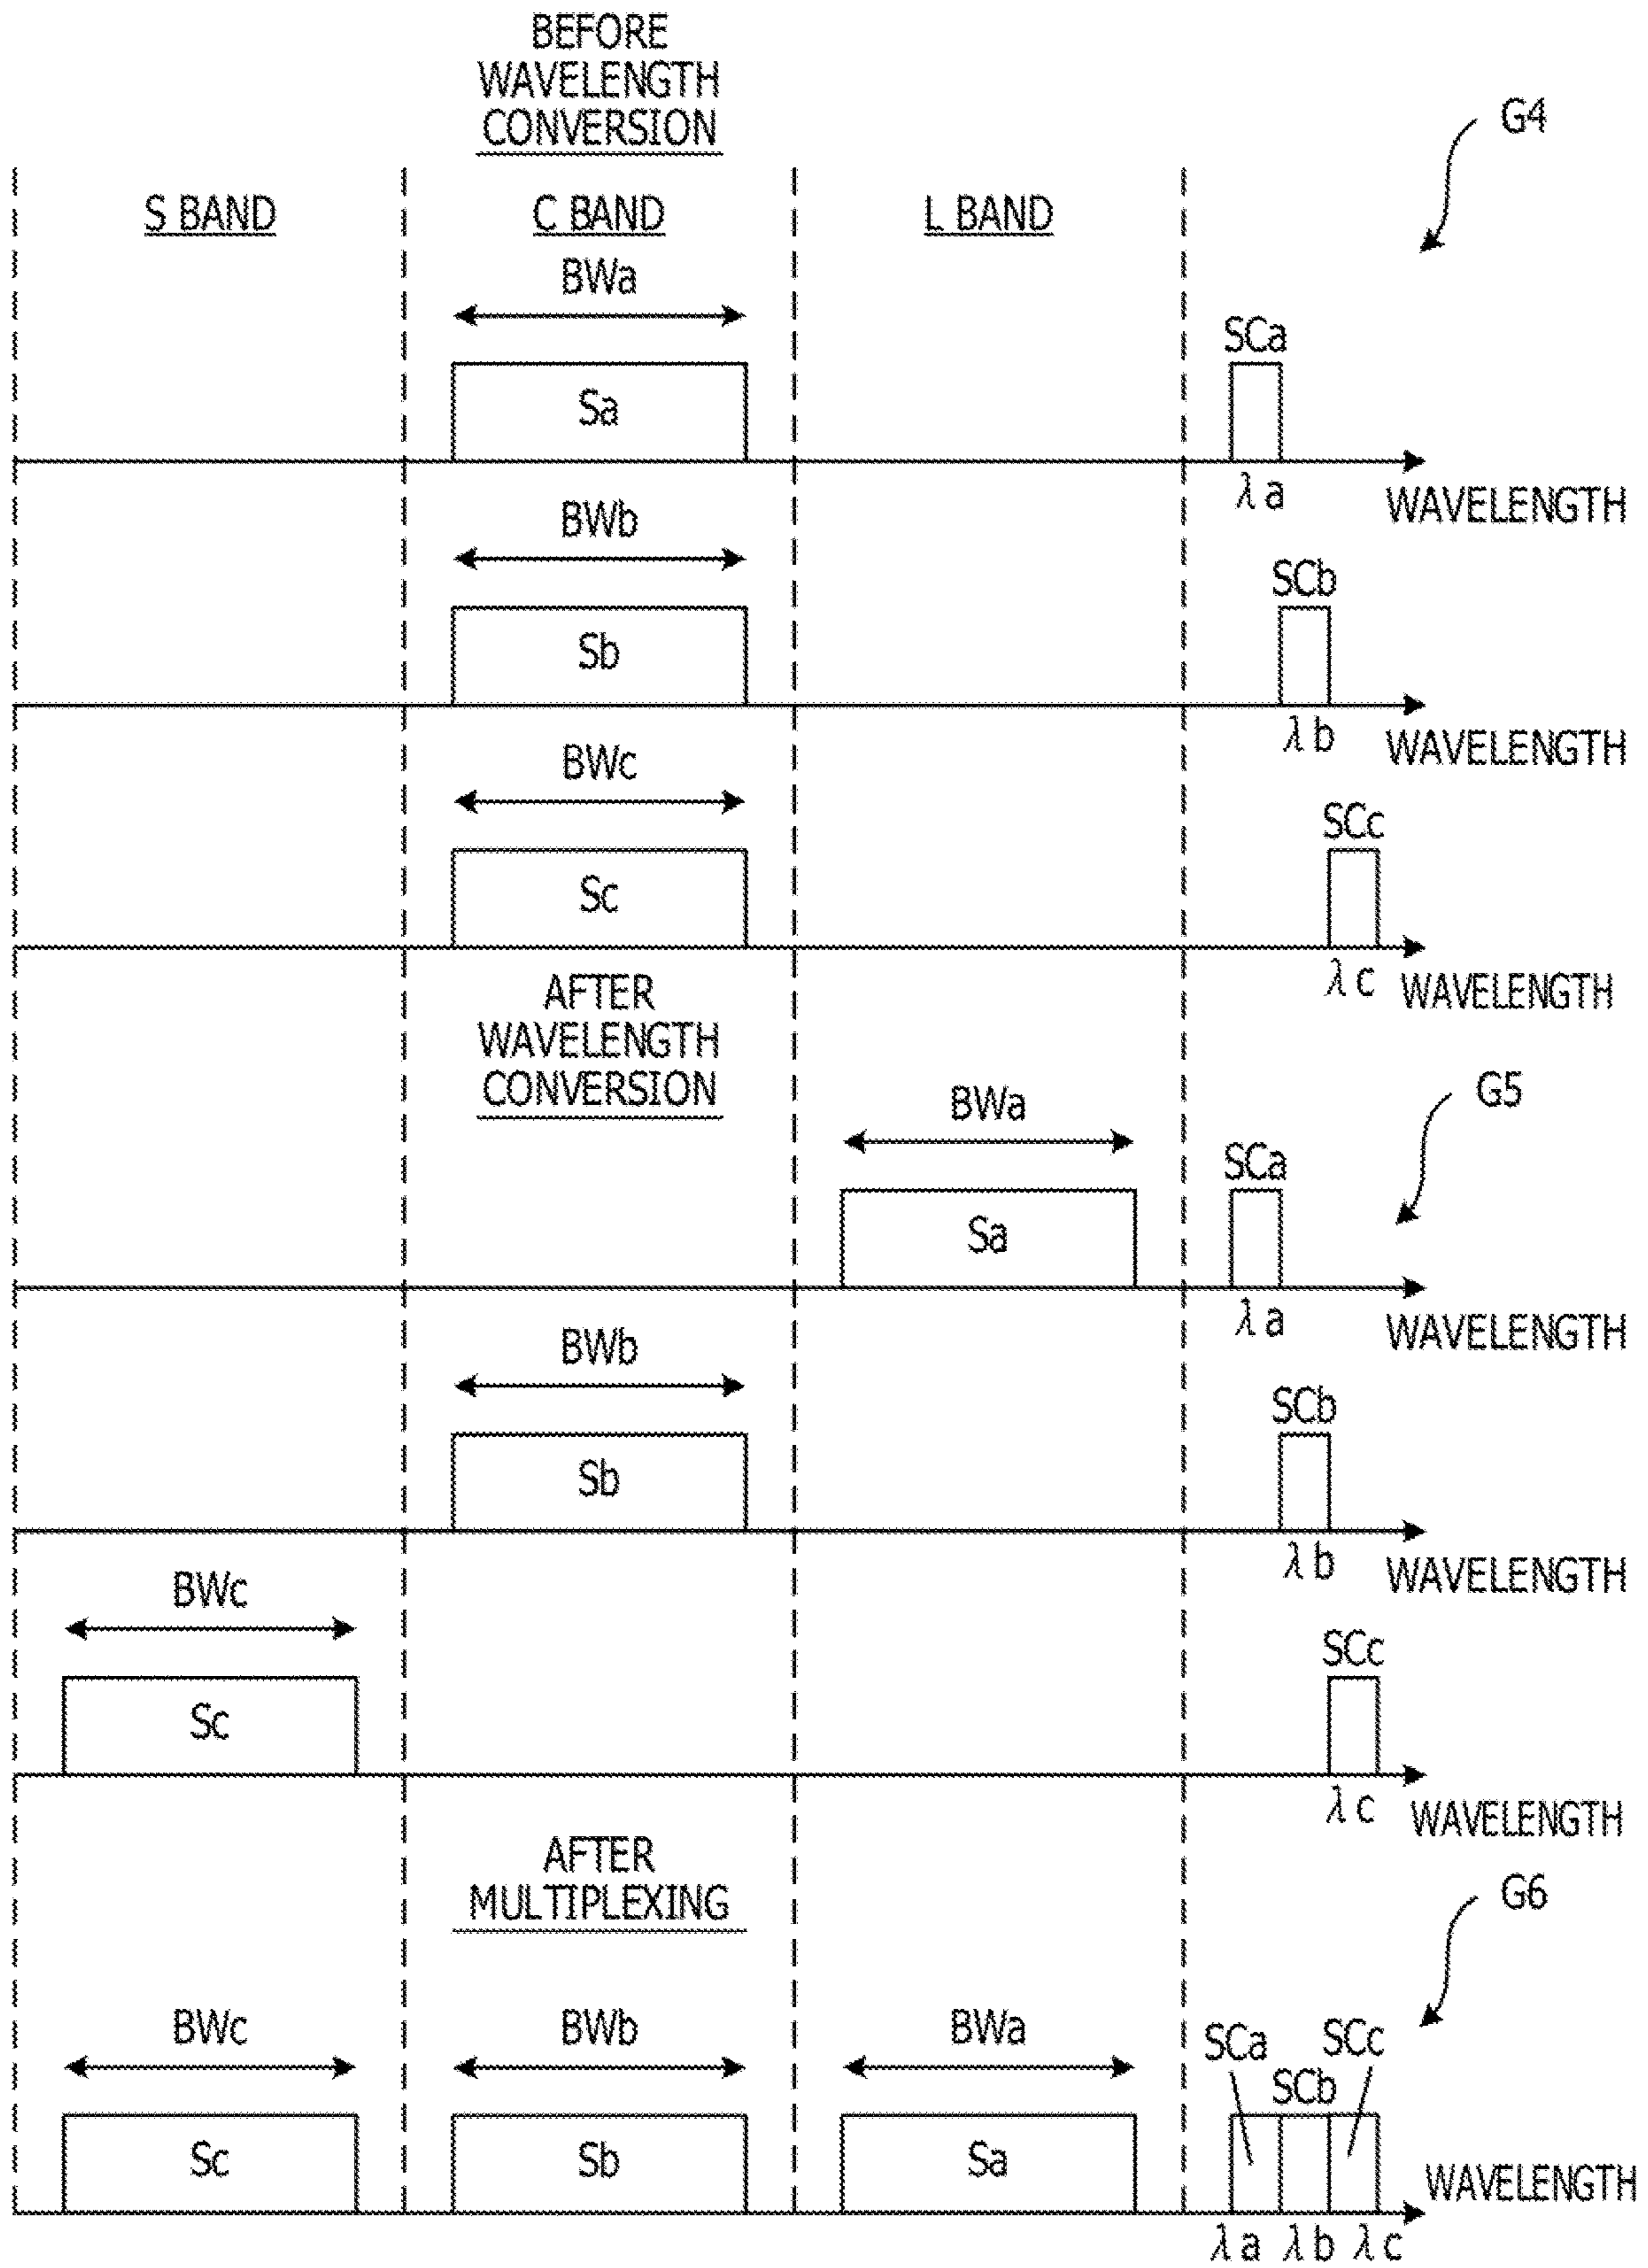 BEFORE
WAVELENGTH
CONVERSION
G4
S BAND C BAND L BAND
BWa
SCa
Sa
λa
WAVELENGTH
BWb
SCb
Sb
λb
WAVELENGTH
BWc
SCc
Sc
λc
WAVELENGTH
AFTER
WAVELENGTH
CONVERSION
G5
BWa
SCa
Sa
λa
WAVELENGTH
BWb
SCb
Sb
λb
WAVELENGTH
BWc
SCc
Sc
λc
WAVELENGTH
AFTER
MULTIPLEXING
G6
BWc BWb BWa
SCa SCb SCc
Sc Sb Sa
WAVELENGTH
λa λb λc